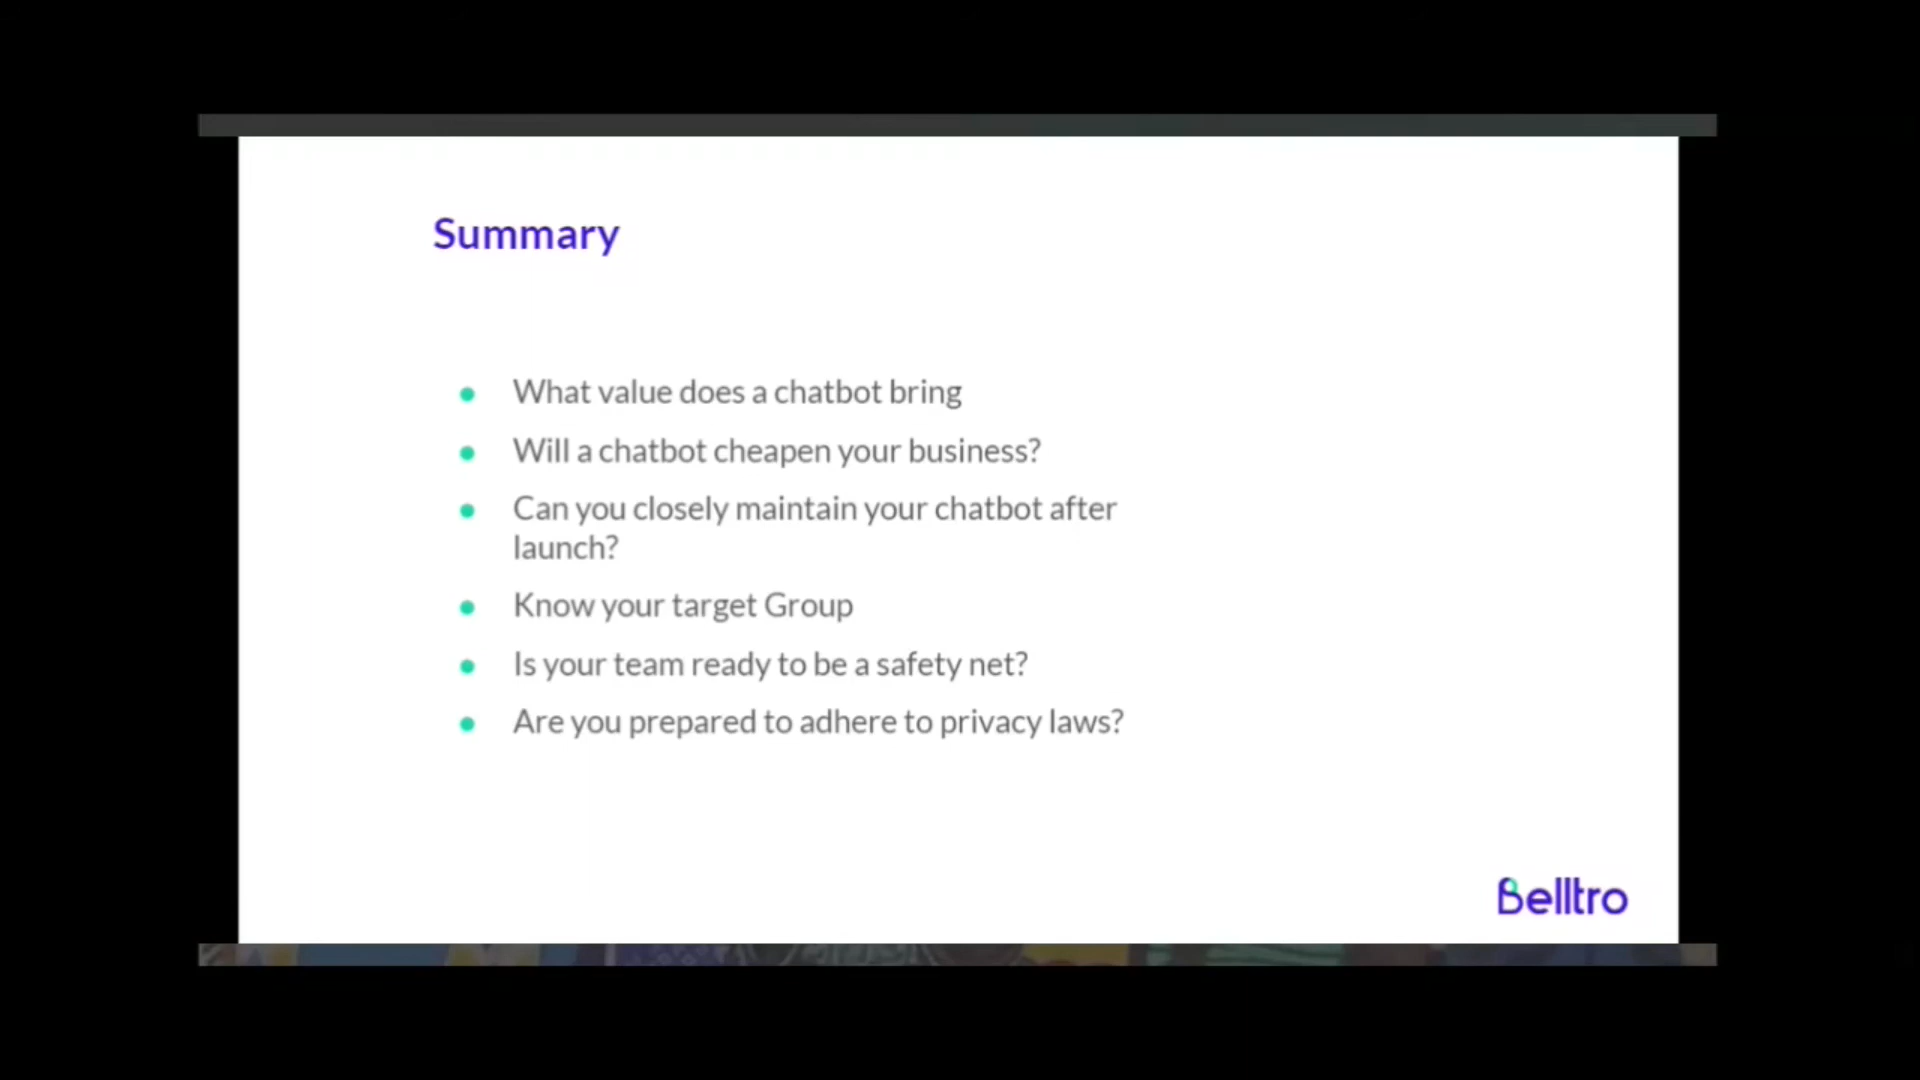 Summary
What value does a chatbot bring
Will a chatbot cheapen your business?
Can you closely maintain your chatbot after
launch?
Know your target Group
Is your team ready to be a safety net?
Are you prepared to adhere to privacy laws?
Belltro